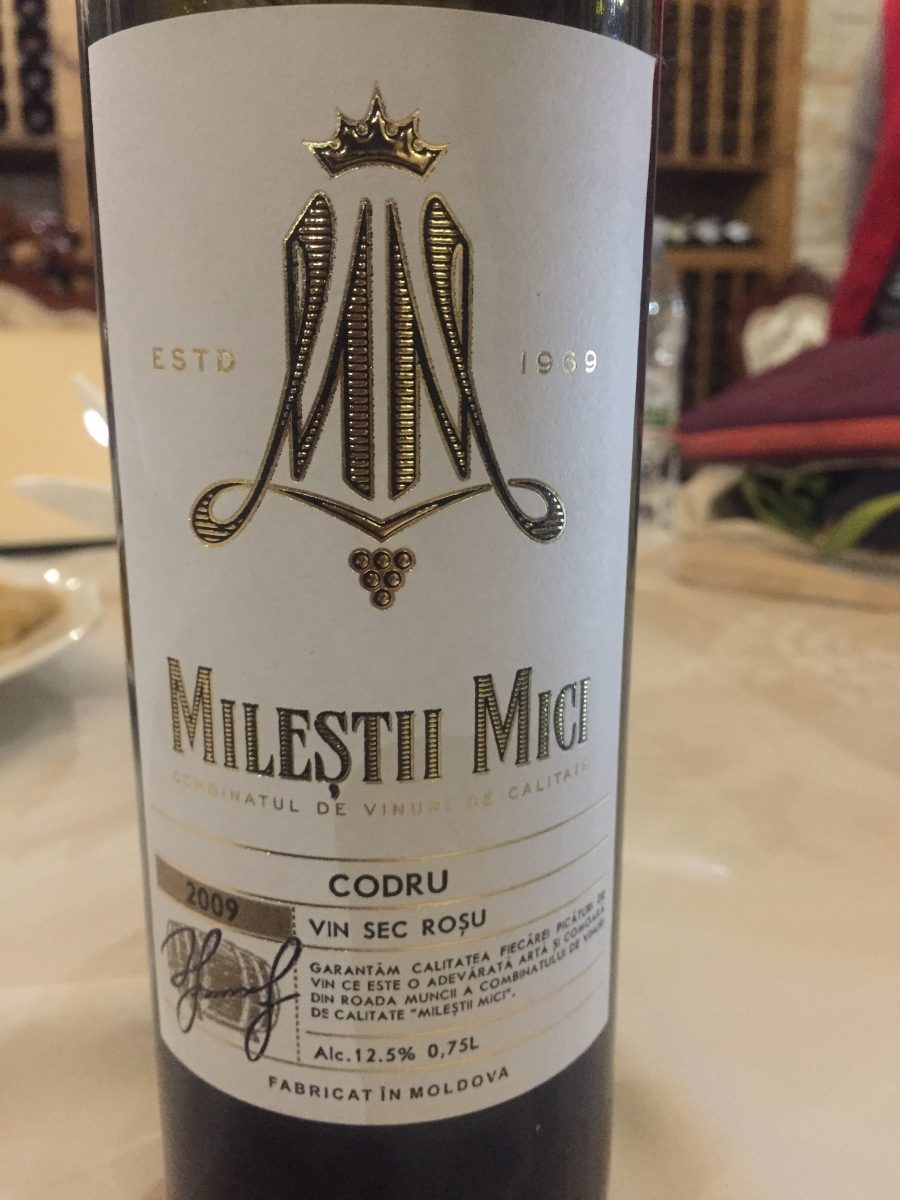 ESTD 1969
MILEȘTII MICI
COMBINATUL DE VINURI DE CALITATE
CODRU
2009
VIN SEC ROȘU
GARANTĂM CALITATEA FIECĂREI PICĂTURI DE
VIN CE ESTE O ADEVĂRATĂ ARTĂ ȘI COMOARĂ
DIN ROADA MUNCII A COMBINATULUI DE VINURI
DE CALITATE "MILEȘTII MICI".
Alc.12.5% 0,75L
FABRICAT ÎN MOLDOVA